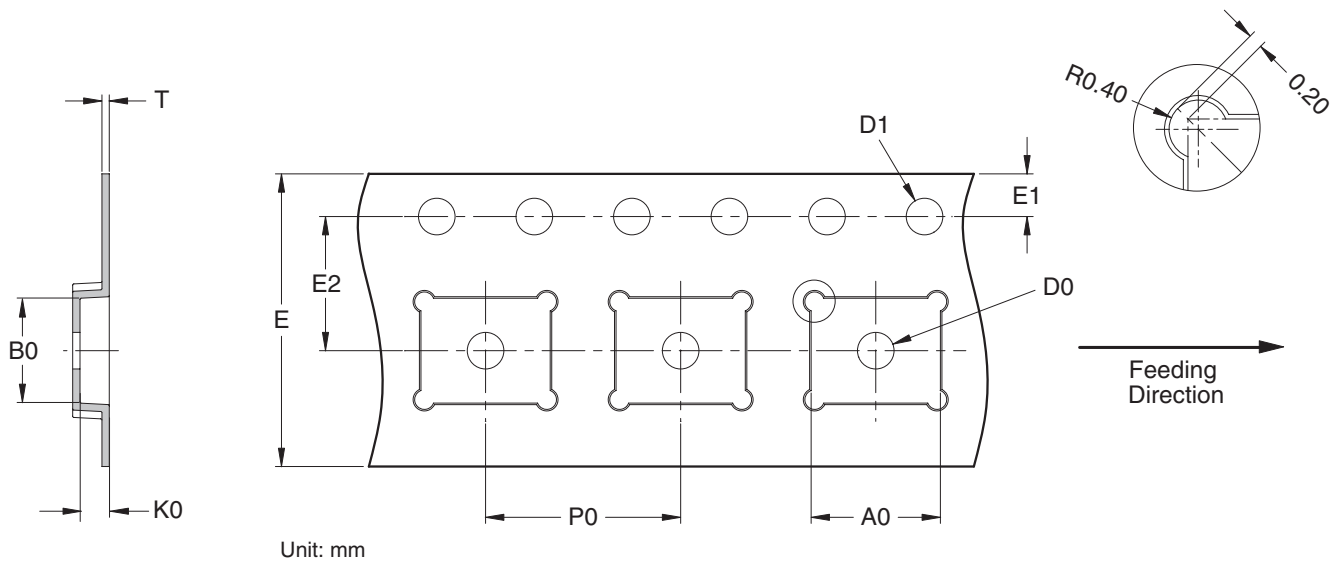 T
R0.40
0.20
D1
E1
E2
D0
E
B0
Feeding
Direction
K0
P0
A0
Unit: mm